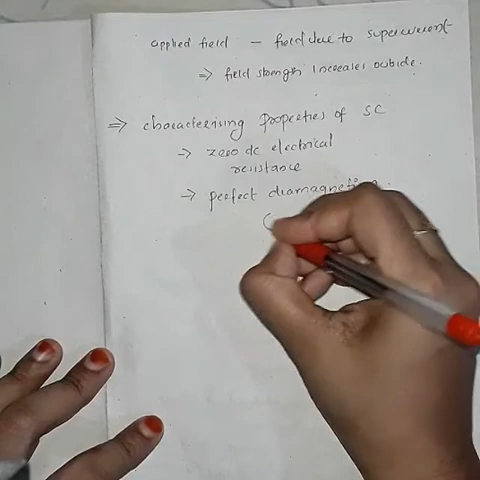 applied field - field due to supercurrent
⇒ field strength increases outside.
⇒ characterising properties of SC
→ zero dc electrical
resistance
→ perfect diamagnetism.
(